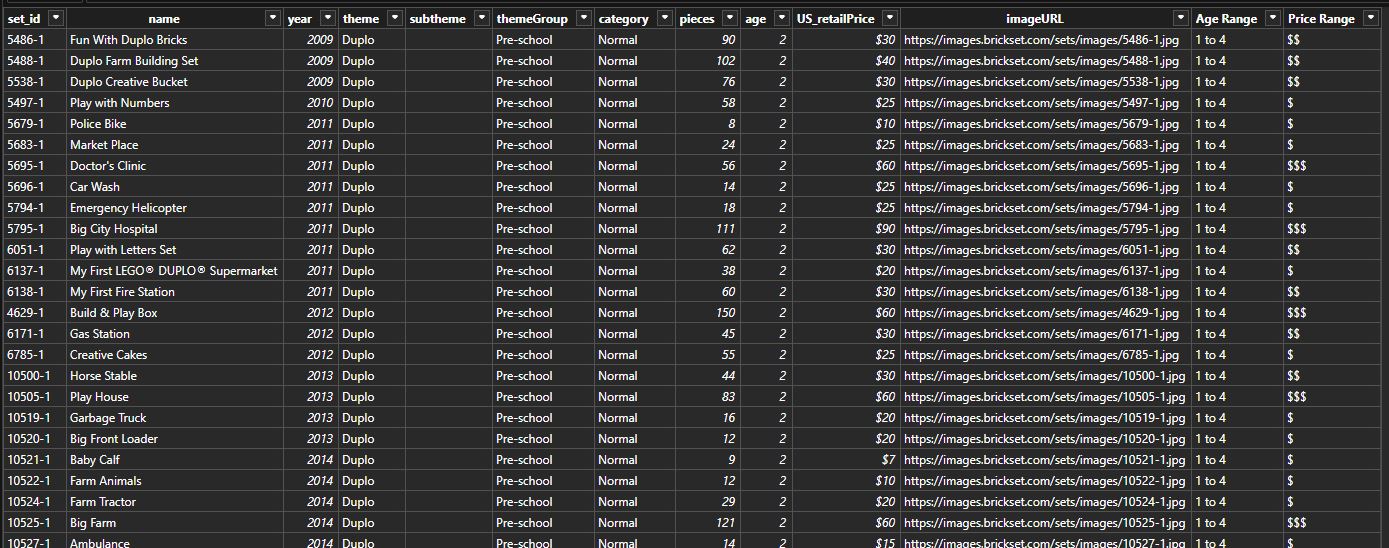 set_id name year theme subtheme themeGroup category pieces age US_retailPrice imageURL Age Range Price Range
5486-1 Fun With Duplo Bricks 2009 Duplo Pre-school Normal 90 2 $30 https://images.brickset.com/sets/images/5486-1.jpg 1 to 4 $$
5488-1 Duplo Farm Building Set 2009 Duplo Pre-school Normal 102 2 $40 https://images.brickset.com/sets/images/5488-1.jpg 1 to 4 $$
5538-1 Duplo Creative Bucket 2009 Duplo Pre-school Normal 76 2 $30 https://images.brickset.com/sets/images/5538-1.jpg 1 to 4 $$
5497-1 Play with Numbers 2010 Duplo Pre-school Normal 58 2 $25 https://images.brickset.com/sets/images/5497-1.jpg 1 to 4 $
5679-1 Police Bike 2011 Duplo Pre-school Normal 8 2 $10 https://images.brickset.com/sets/images/5679-1.jpg 1 to 4 $
5683-1 Market Place 2011 Duplo Pre-school Normal 24 2 $25 https://images.brickset.com/sets/images/5683-1.jpg 1 to 4 $
5695-1 Doctor's Clinic 2011 Duplo Pre-school Normal 56 2 $60 https://images.brickset.com/sets/images/5695-1.jpg 1 to 4 $$$
5696-1 Car Wash 2011 Duplo Pre-school Normal 14 2 $25 https://images.brickset.com/sets/images/5696-1.jpg 1 to 4 $
5794-1 Emergency Helicopter 2011 Duplo Pre-school Normal 18 2 $25 https://images.brickset.com/sets/images/5794-1.jpg 1 to 4 $
5795-1 Big City Hospital 2011 Duplo Pre-school Normal 111 2 $90 https://images.brickset.com/sets/images/5795-1.jpg 1 to 4 $$$
6051-1 Play with Letters Set 2011 Duplo Pre-school Normal 62 2 $30 https://images.brickset.com/sets/images/6051-1.jpg 1 to 4 $$
6137-1 My First LEGO® DUPLO® Supermarket 2011 Duplo Pre-school Normal 38 2 $20 https://images.brickset.com/sets/images/6137-1.jpg 1 to 4 $
6138-1 My First Fire Station 2011 Duplo Pre-school Normal 60 2 $30 https://images.brickset.com/sets/images/6138-1.jpg 1 to 4 $$
4629-1 Build & Play Box 2012 Duplo Pre-school Normal 150 2 $60 https://images.brickset.com/sets/images/4629-1.jpg 1 to 4 $$$
6171-1 Gas Station 2012 Duplo Pre-school Normal 45 2 $30 https://images.brickset.com/sets/images/6171-1.jpg 1 to 4 $$
6785-1 Creative Cakes 2012 Duplo Pre-school Normal 55 2 $25 https://images.brickset.com/sets/images/6785-1.jpg 1 to 4 $
10500-1 Horse Stable 2013 Duplo Pre-school Normal 44 2 $30 https://images.brickset.com/sets/images/10500-1.jpg 1 to 4 $$
10505-1 Play House 2013 Duplo Pre-school Normal 83 2 $60 https://images.brickset.com/sets/images/10505-1.jpg 1 to 4 $$$
10519-1 Garbage Truck 2013 Duplo Pre-school Normal 16 2 $20 https://images.brickset.com/sets/images/10519-1.jpg 1 to 4 $
10520-1 Big Front Loader 2013 Duplo Pre-school Normal 12 2 $20 https://images.brickset.com/sets/images/10520-1.jpg 1 to 4 $
10521-1 Baby Calf 2014 Duplo Pre-school Normal 9 2 $7 https://images.brickset.com/sets/images/10521-1.jpg 1 to 4 $
10522-1 Farm Animals 2014 Duplo Pre-school Normal 12 2 $10 https://images.brickset.com/sets/images/10522-1.jpg 1 to 4 $
10524-1 Farm Tractor 2014 Duplo Pre-school Normal 29 2 $20 https://images.brickset.com/sets/images/10524-1.jpg 1 to 4 $
10525-1 Big Farm 2014 Duplo Pre-school Normal 121 2 $60 https://images.brickset.com/sets/images/10525-1.jpg 1 to 4 $$$
10527-1 Ambulance 2014 Duplo Pre-school Normal 14 2 $15 https://images.brickset.com/sets/images/10527-1.jpg 1 to 4 $